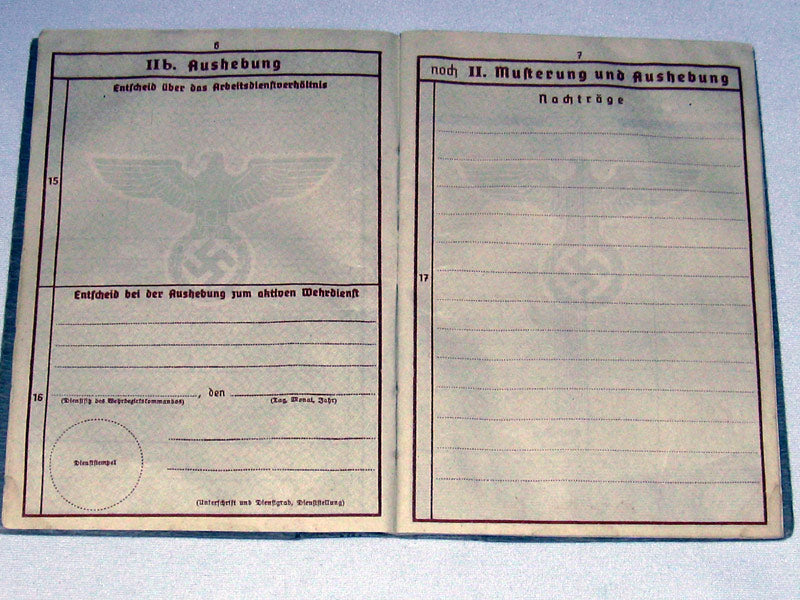 6
IIb. Aushebung
Entscheid über das Arbeitsdienstverhältnis
15
Entscheid bei der Aushebung zum aktiven Wehrdienst
16
, den
(Dienstsitz des Wehrbezirkskommandos)
(Tag, Monat, Jahr)
Dienststempel
(Unterschrift und Dienstgrad, Dienststellung)
7
noch II. Musterung und Aushebung
Nachträge
17